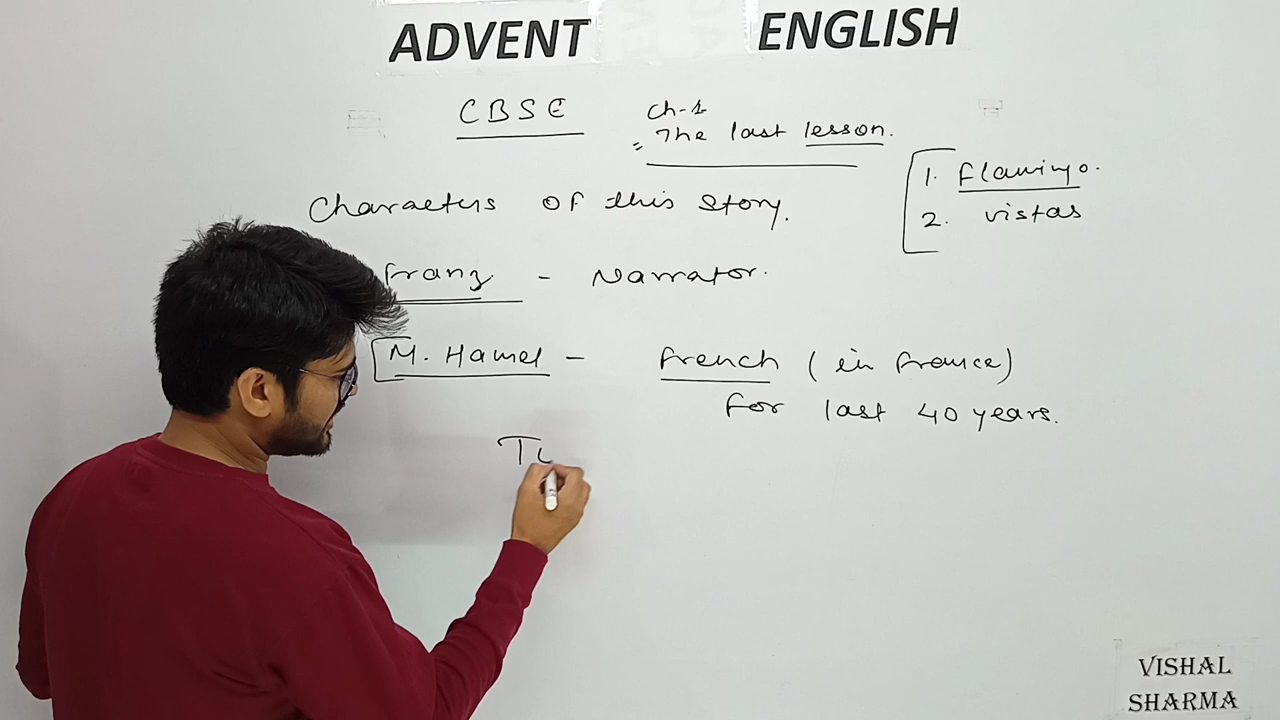 ADVENT ENGLISH
CBSE
Ch-1
The last lesson.
1. Flamingo.
2. vistas
Characters of this story.
Franz - Narrator.
M. Hamel - French (in France)
For last 40 years.
Tu
VISHAL
SHARMA